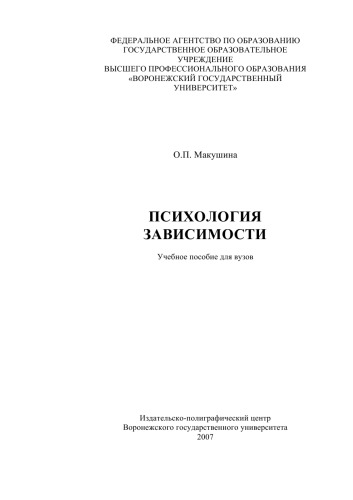 ФЕДЕРАЛЬНОЕ АГЕНТСТВО ПО ОБРАЗОВАНИЮ
ГОСУДАРСТВЕННОЕ ОБРАЗОВАТЕЛЬНОЕ
УЧРЕЖДЕНИЕ
ВЫСШЕГО ПРОФЕССИОНАЛЬНОГО ОБРАЗОВАНИЯ
«ВОРОНЕЖСКИЙ ГОСУДАРСТВЕННЫЙ
УНИВЕРСИТЕТ»
О.П. Макушина
ПСИХОЛОГИЯ
ЗАВИСИМОСТИ
Учебное пособие для вузов
Издательско-полиграфический центр
Воронежского государственного университета
2007